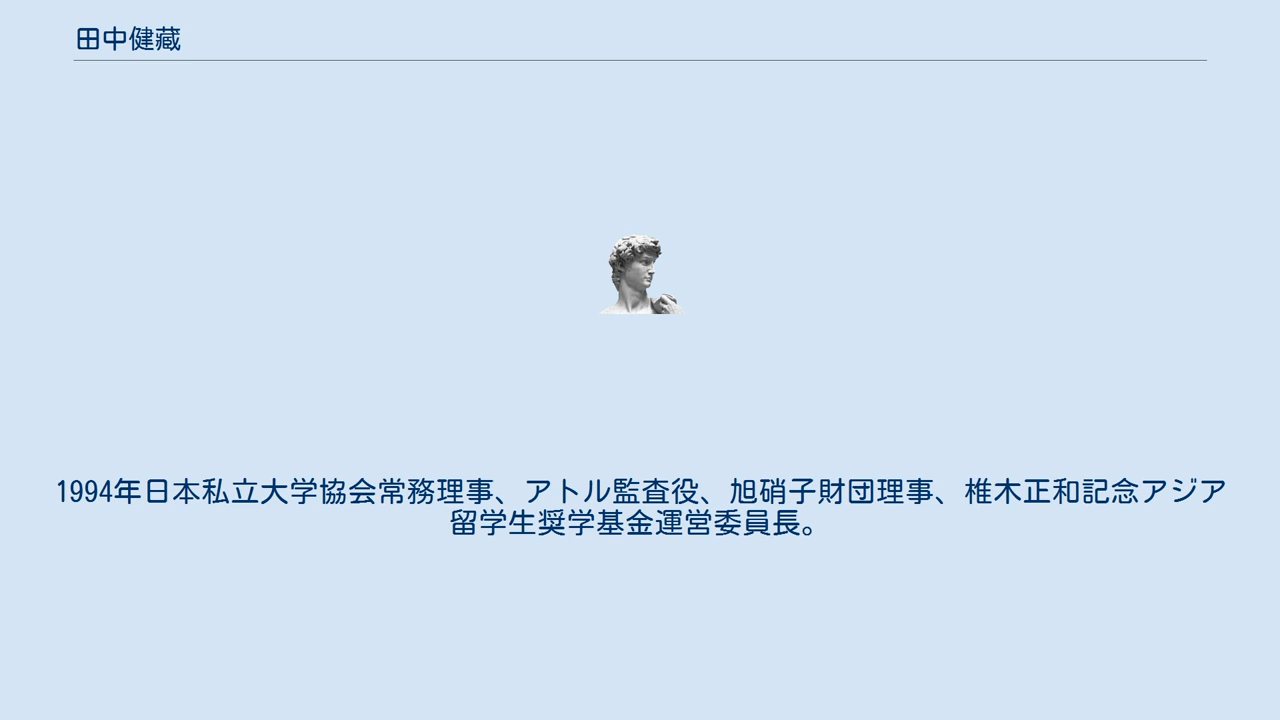 田中健蔵
1994年日本私立大学協会常務理事、アトル監査役、旭硝子財団理事、椎木正和記念アジア
留学生奨学基金運営委員長。